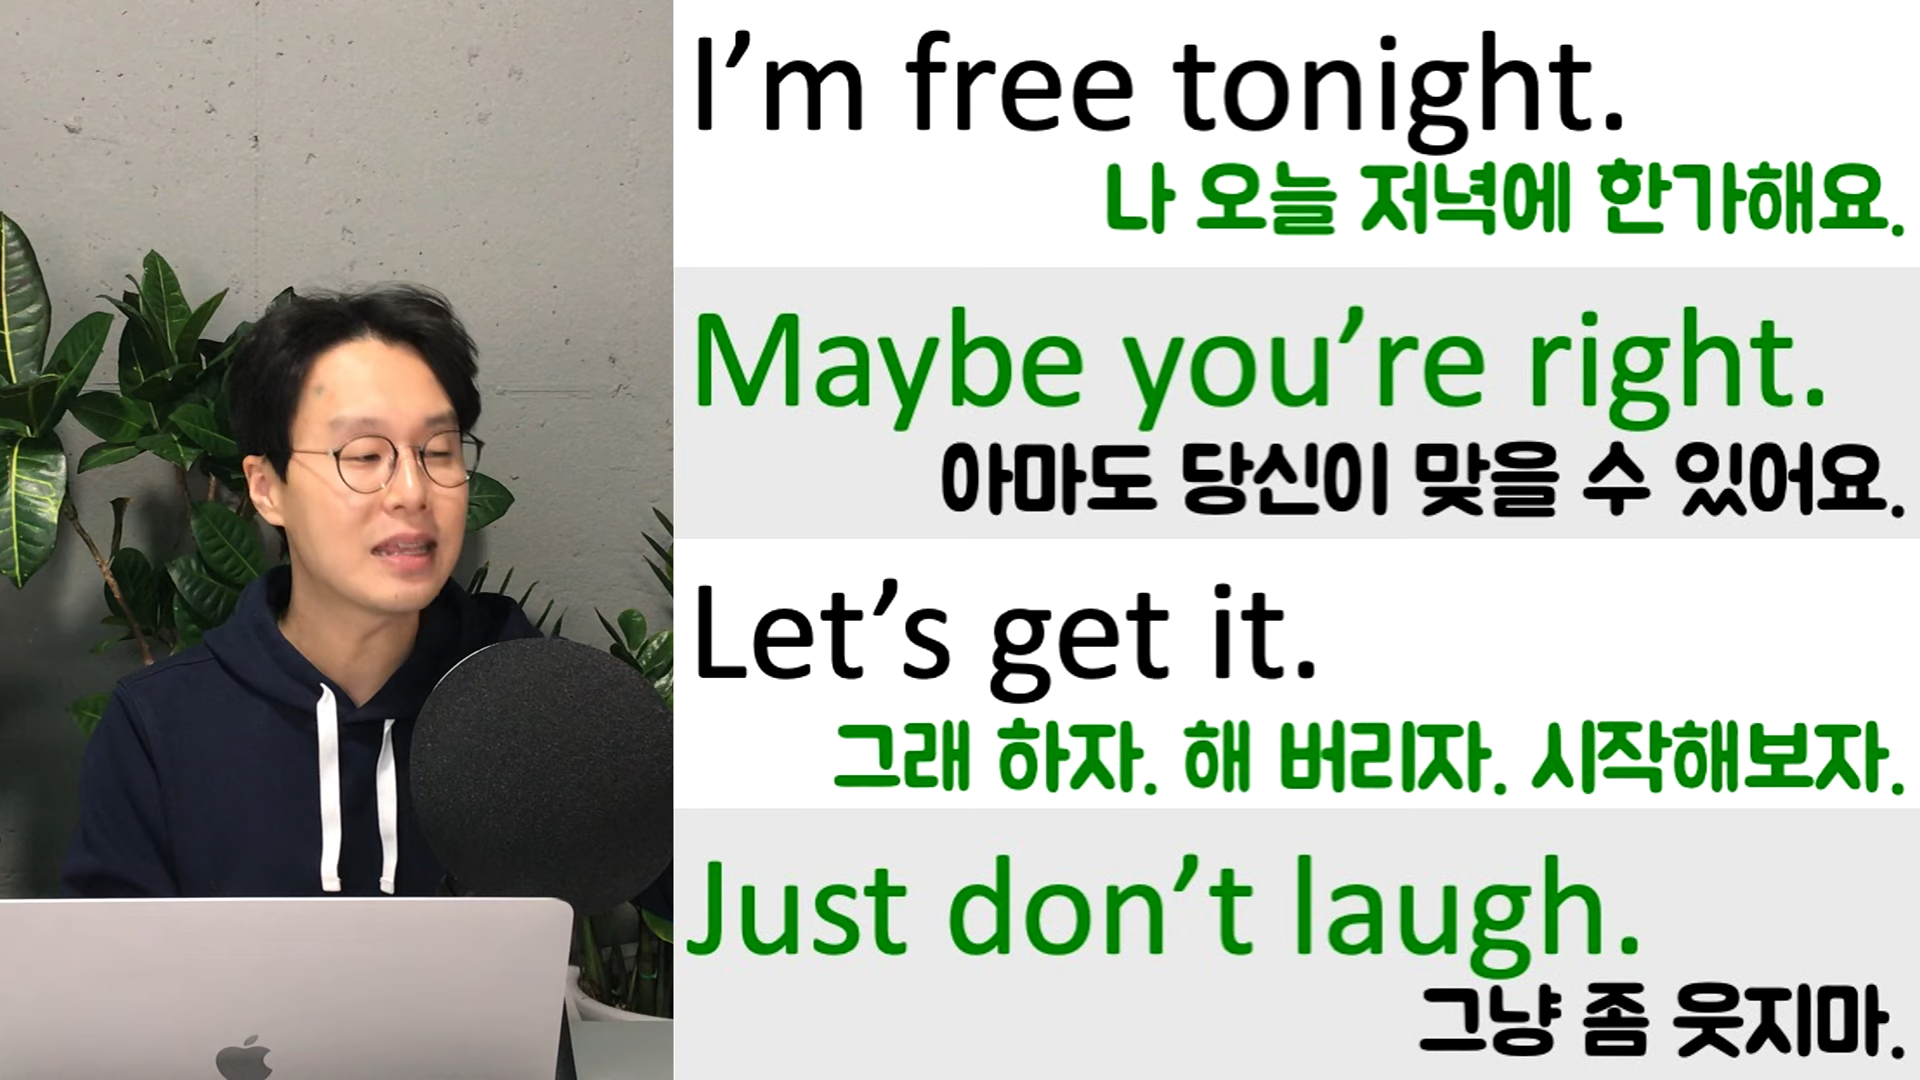 I’m free tonight.
나 오늘 저녁에 한가해요.
Maybe you’re right.
아마도 당신이 맞을 수 있어요.
Let’s get it.
그래 하자. 해 버리자. 시작해보자.
Just don’t laugh.
그냥 좀 웃지마.